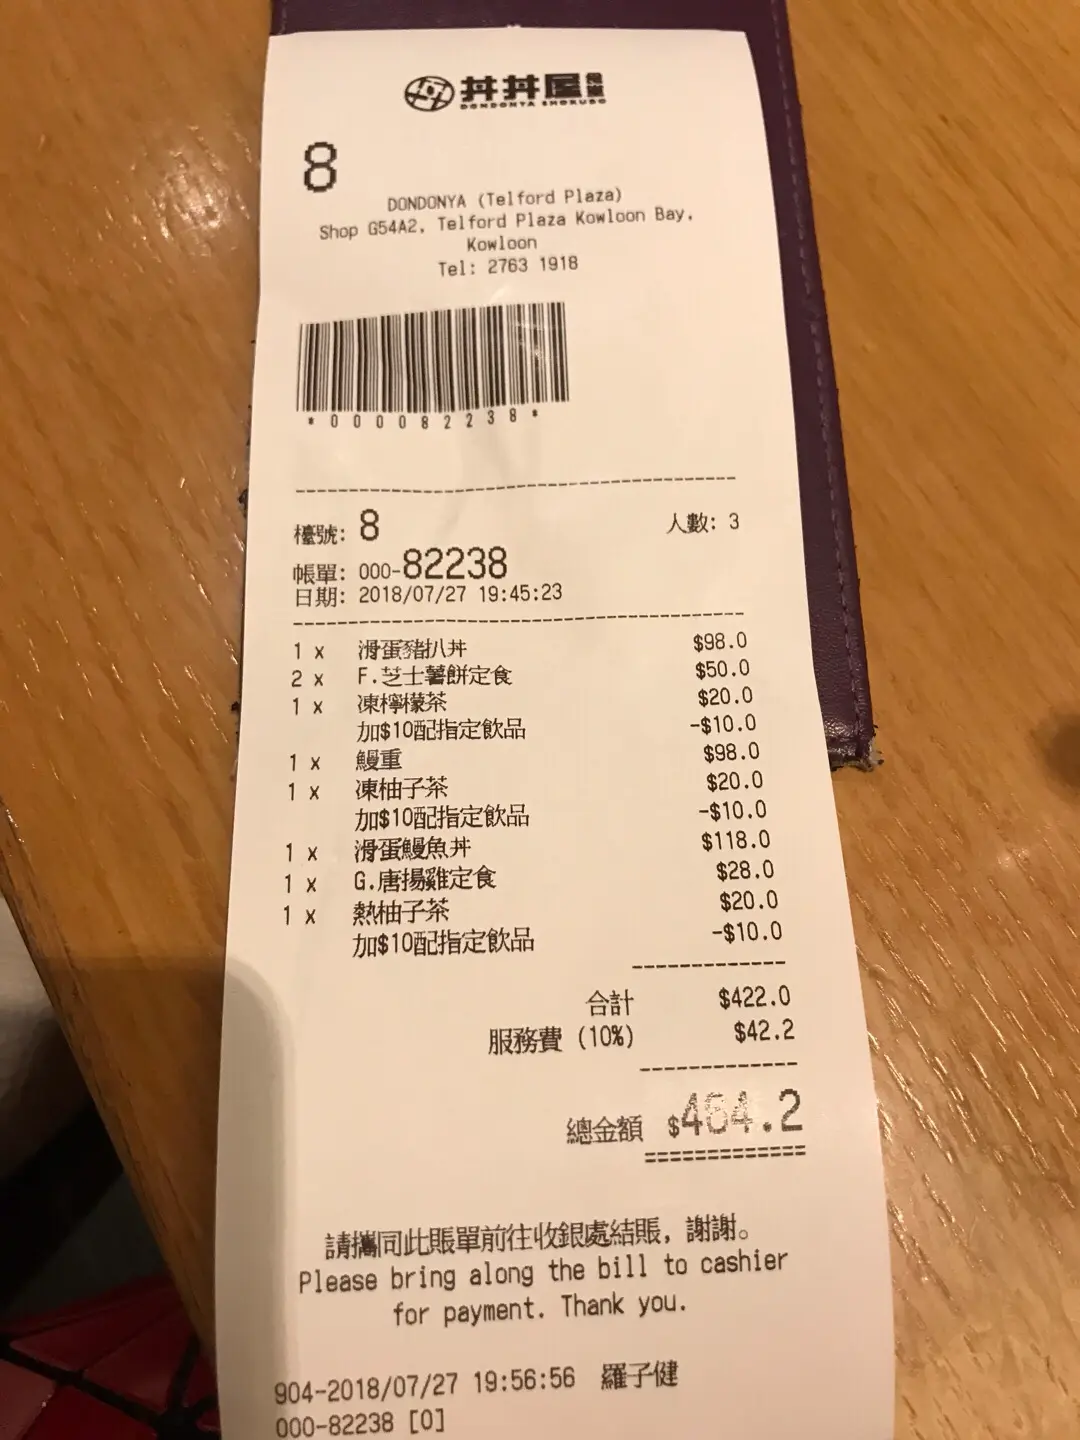 丼丼屋 食堂
DONDONYA SHOKUDO
8
DONDONYA (Telford Plaza)
Shop G54A2, Telford Plaza Kowloon Bay,
Kowloon
Tel: 2763 1918
*00082238*
檯號: 8 人數: 3
帳單: 000-82238
日期: 2018/07/27 19:45:23
1 x 滑蛋豬扒丼 $98.0
2 x F.芝士薯餅定食 $50.0
1 x 凍檸檬茶 $20.0
加$10配指定飲品 -$10.0
1 x 鰻重 $98.0
1 x 凍柚子茶 $20.0
加$10配指定飲品 -$10.0
1 x 滑蛋鰻魚丼 $118.0
1 x G.唐揚雞定食 $28.0
1 x 熱柚子茶 $20.0
加$10配指定飲品 -$10.0
合計 $422.0
服務費 (10%) $42.2
總金額 $464.2
請攜同此賬單前往收銀處結賬, 謝謝。
Please bring along the bill to cashier
for payment. Thank you.
904-2018/07/27 19:56:56 羅子健
000-82238 [0]